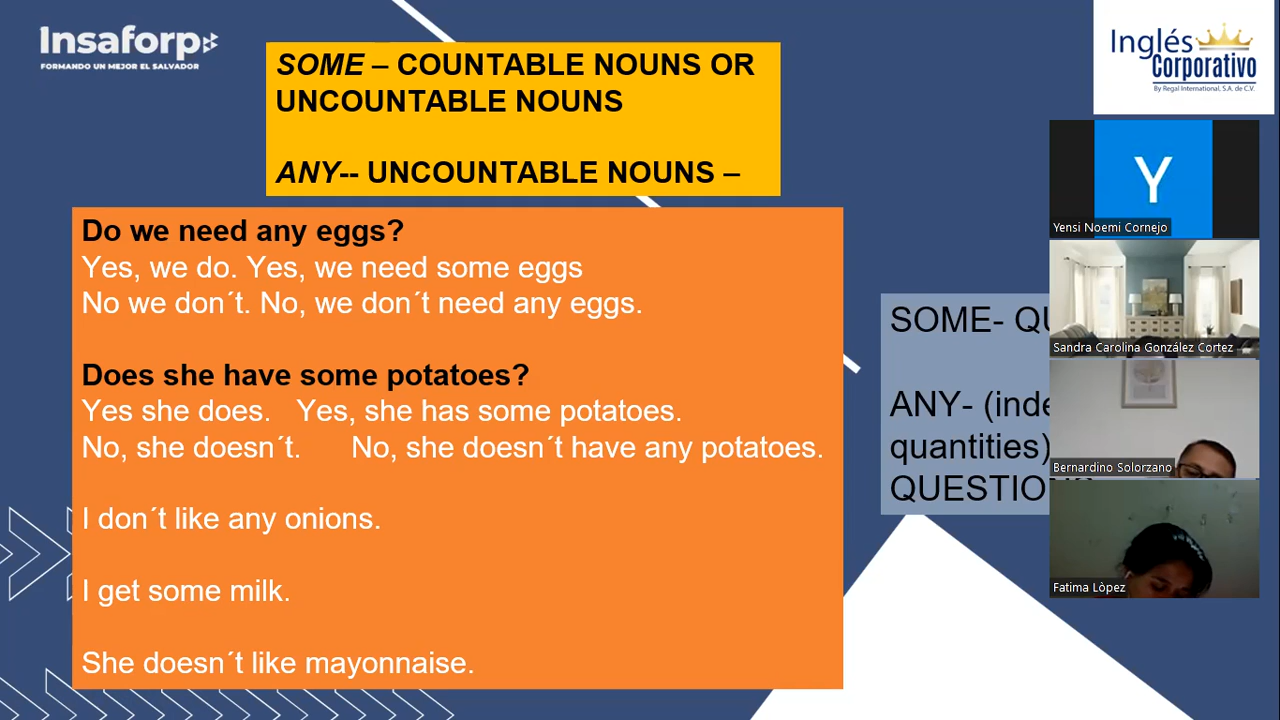 Insaforp
FORMANDO UN MEJOR EL SALVADOR
SOME – COUNTABLE NOUNS OR
UNCOUNTABLE NOUNS
ANY-- UNCOUNTABLE NOUNS –
Do we need any eggs?
Yes, we do. Yes, we need some eggs
No we don´t. No, we don´t need any eggs.
Does she have some potatoes?
Yes she does. Yes, she has some potatoes.
No, she doesn´t. No, she doesn´t have any potatoes.
I don´t like any onions.
I get some milk.
She doesn´t like mayonnaise.
SOME-
ANY-
quantities)
Inglés
Corporativo
By Regal International, S.A. de C.V.
Y
Yensi Noemi Cornejo
Sandra Carolina González Cortez
Bernardino Solorzano
Fatima Lòpez